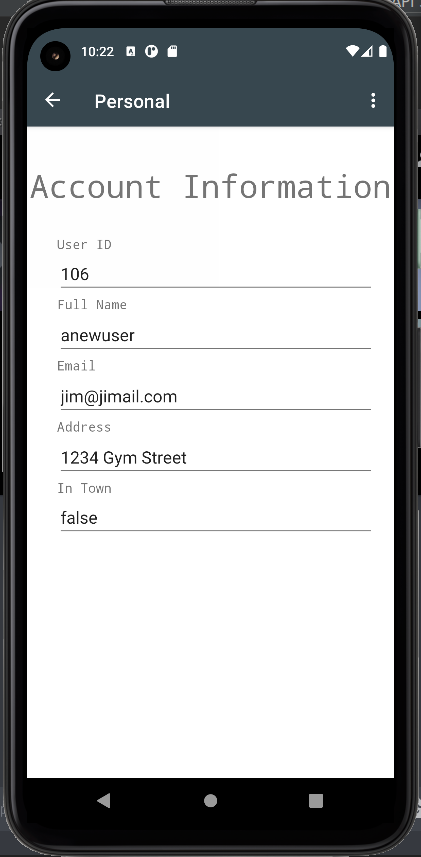 10:22
Personal
Account Information
User ID
106
Full Name
anewuser
Email
jim@jimail.com
Address
1234 Gym Street
In Town
false